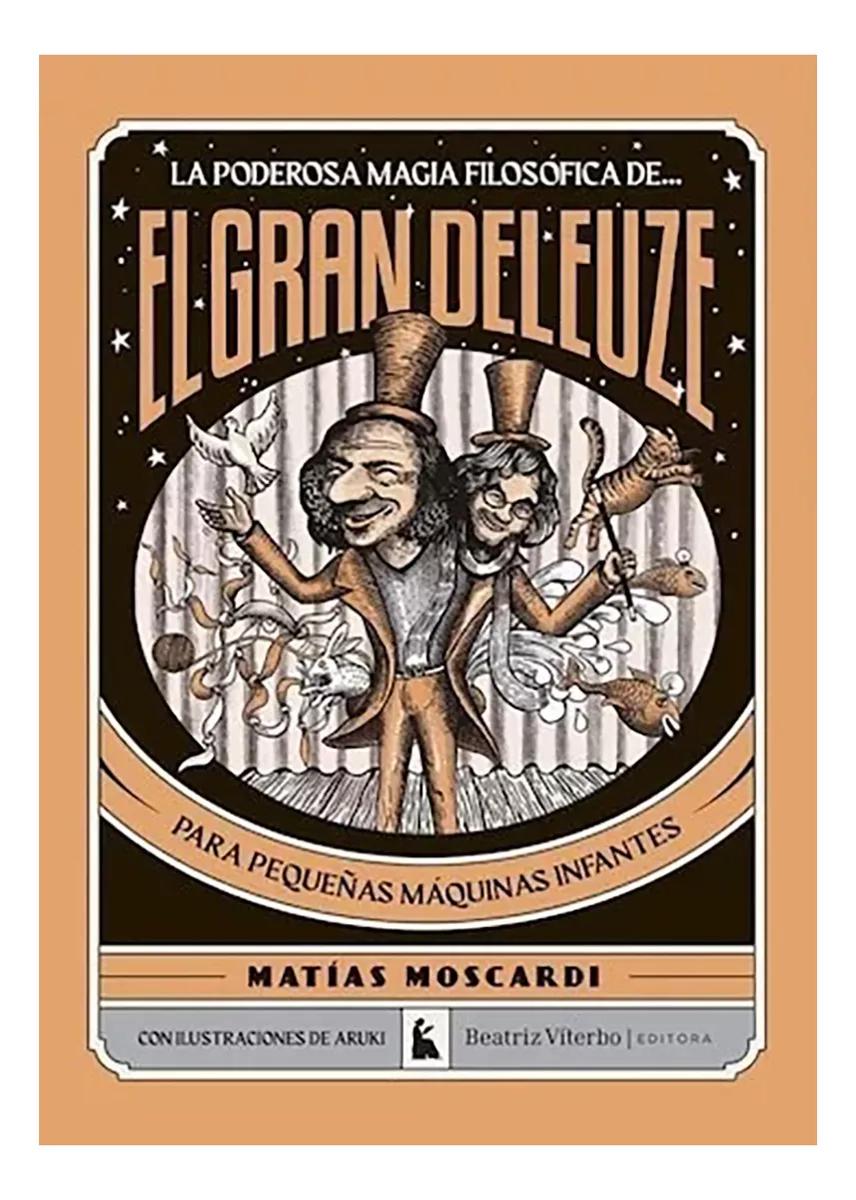 LA PODEROSA MAGIA FILOSÓFICA DE...
EL GRAN DELEUZE
PARA PEQUEÑAS MÁQUINAS INFANTES
MATÍAS MOSCARDI
CON ILUSTRACIONES DE ARUKI
Beatriz Víterbo | EDITORA